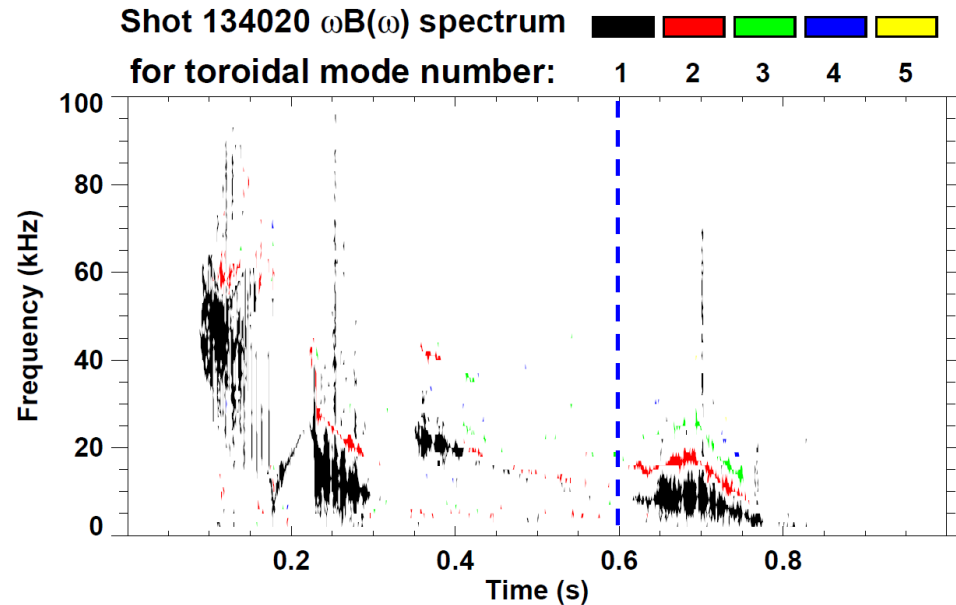 Shot 134020 ωB(ω) spectrum
for toroidal mode number: 1 2 3 4 5
100
80
60
40
20
0
Frequency (kHz)
0.2 0.4 0.6 0.8
Time (s)